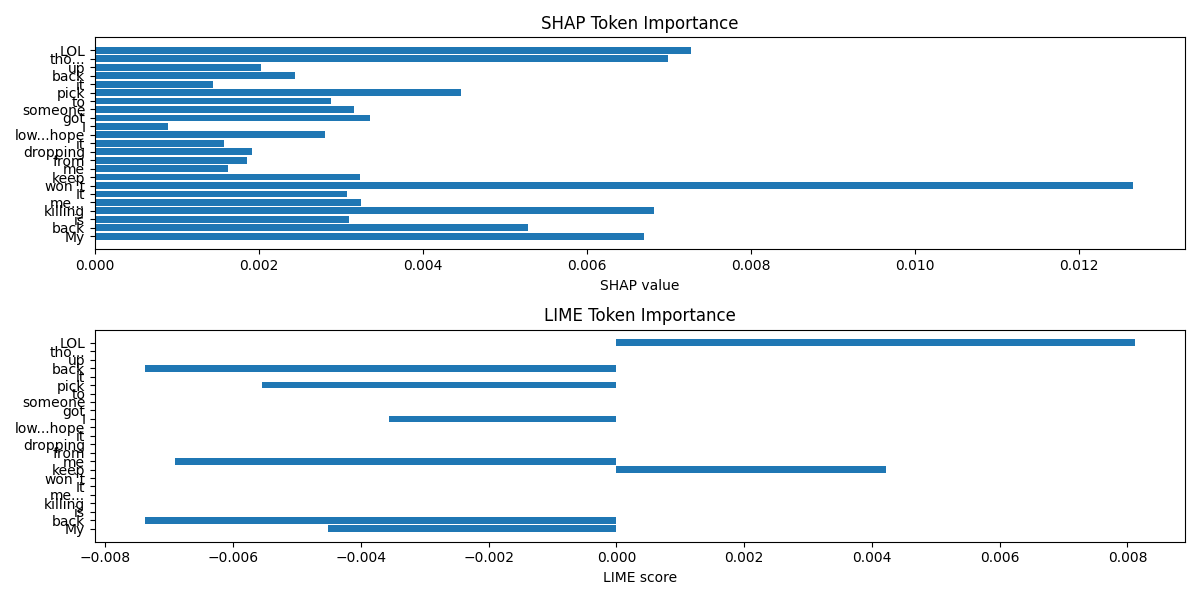 SHAP Token Importance
LOL
tho...
up
back
it
pick
to
someone
got
I
low...hope
it
dropping
from
me
keep
won't
it
me...
killing
is
back
My
0.000 0.002 0.004 0.006 0.008 0.010 0.012
SHAP value
LIME Token Importance
LOL
tho...
up
back
it
pick
to
someone
got
I
low...hope
it
dropping
from
me
keep
won't
it
me...
killing
is
back
My
−0.008 −0.006 −0.004 −0.002 0.000 0.002 0.004 0.006 0.008
LIME score